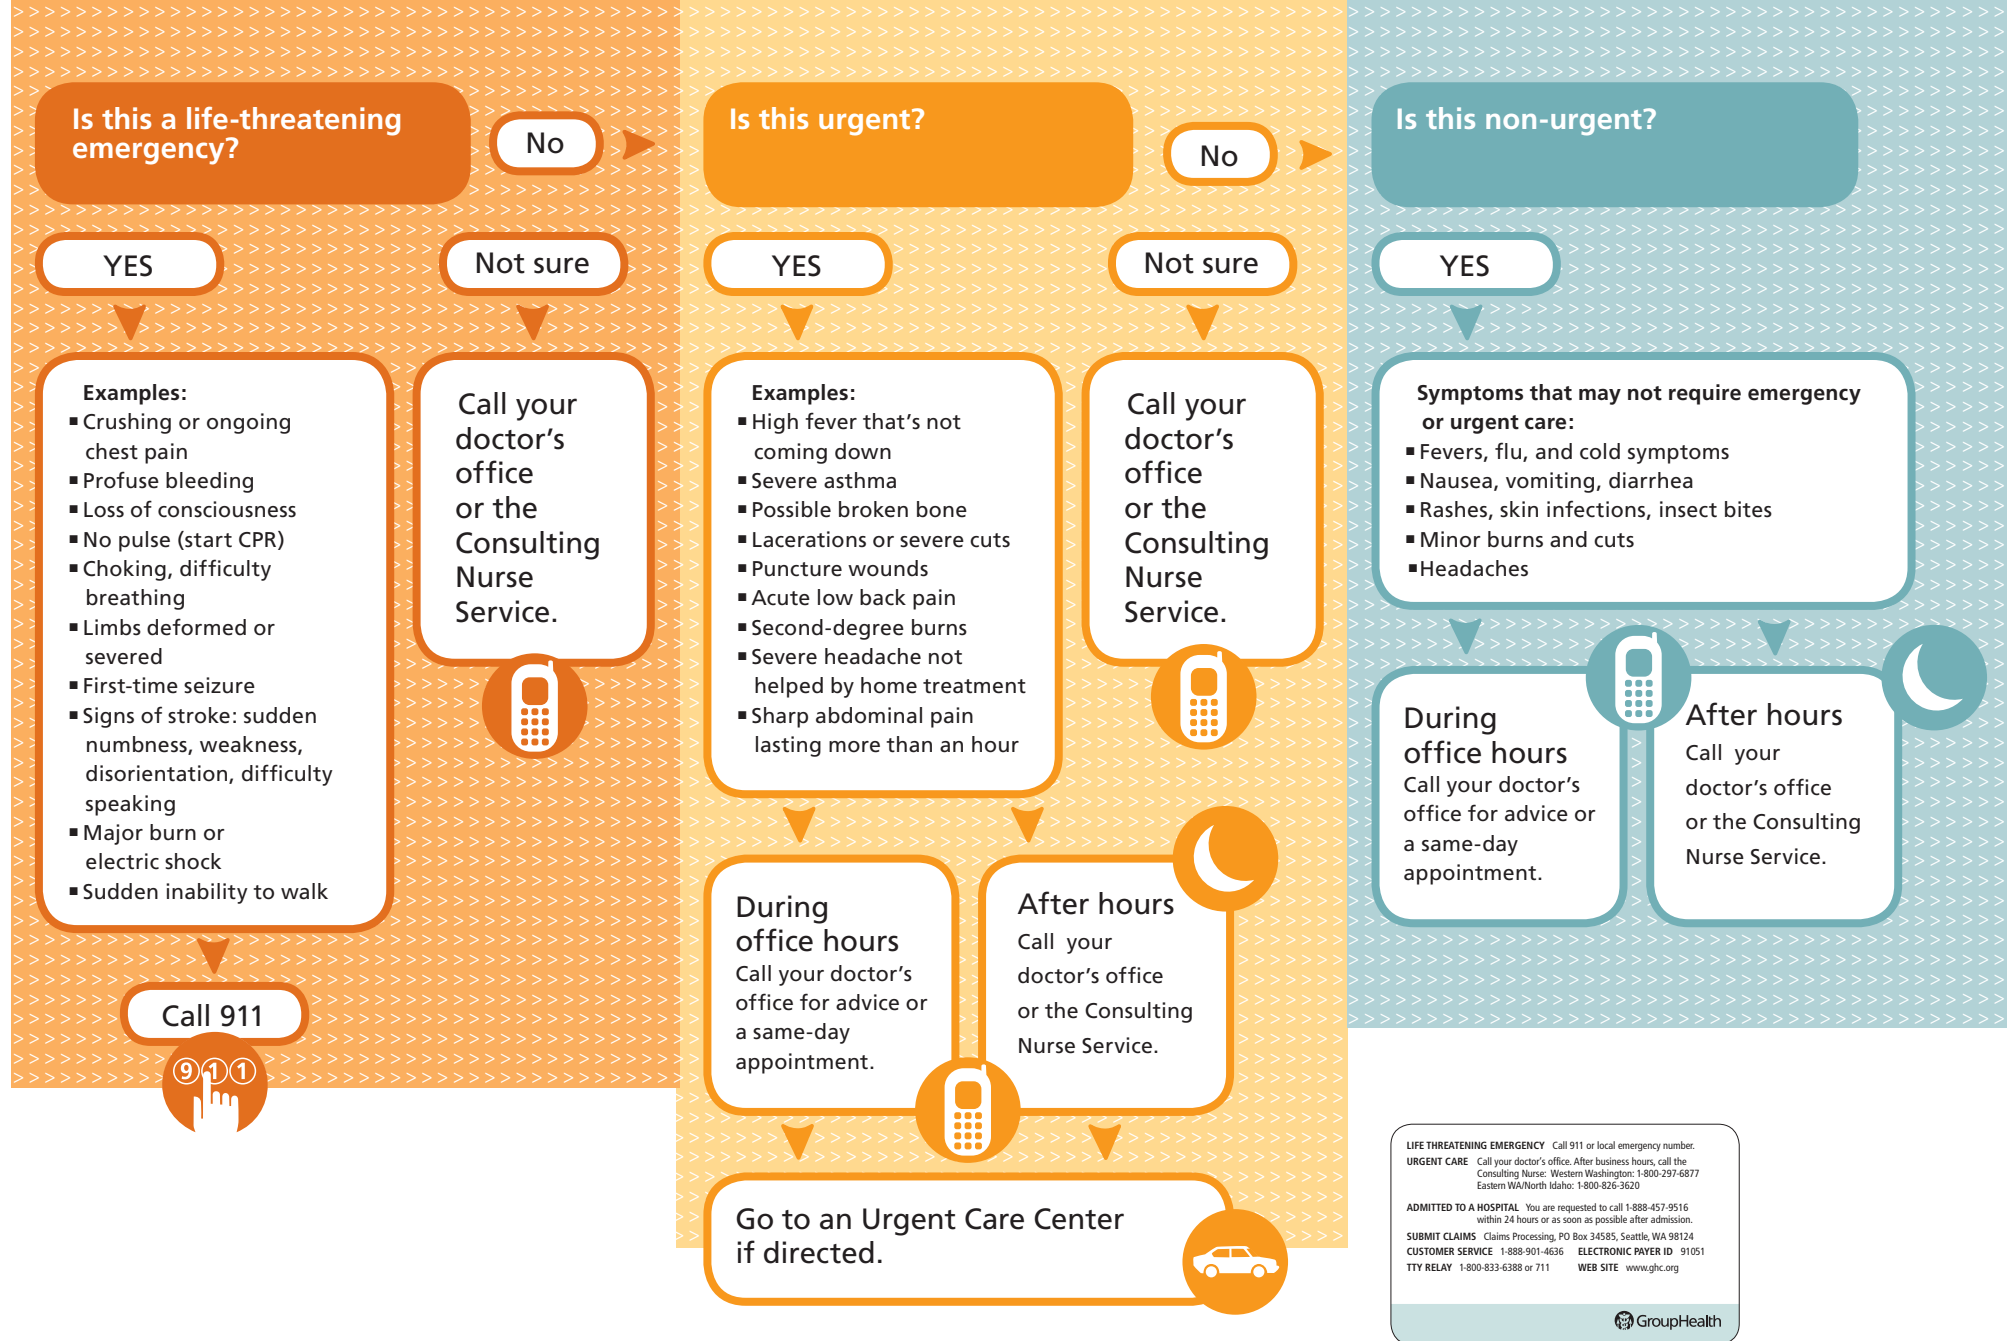 Is this a life-threatening
emergency?
No
YES
Not sure
Examples:
▪ Crushing or ongoing
chest pain
▪ Profuse bleeding
▪ Loss of consciousness
▪ No pulse (start CPR)
▪ Choking, difficulty
breathing
▪ Limbs deformed or
severed
▪ First-time seizure
▪ Signs of stroke: sudden
numbness, weakness,
disorientation, difficulty
speaking
▪ Major burn or
electric shock
▪ Sudden inability to walk
Call 911
9 1 1
Call your
doctor's
office
or the
Consulting
Nurse
Service.
Is this urgent?
No
YES
Not sure
Examples:
▪ High fever that's not
coming down
▪ Severe asthma
▪ Possible broken bone
▪ Lacerations or severe cuts
▪ Puncture wounds
▪ Acute low back pain
▪ Second-degree burns
▪ Severe headache not
helped by home treatment
▪ Sharp abdominal pain
lasting more than an hour
Call your
doctor's
office
or the
Consulting
Nurse
Service.
During
office hours
Call your doctor's
office for advice or
a same-day
appointment.
After hours
Call your
doctor's office
or the Consulting
Nurse Service.
Go to an Urgent Care Center
if directed.
Is this non-urgent?
YES
Symptoms that may not require emergency
or urgent care:
▪ Fevers, flu, and cold symptoms
▪ Nausea, vomiting, diarrhea
▪ Rashes, skin infections, insect bites
▪ Minor burns and cuts
▪ Headaches
During
office hours
Call your doctor's
office for advice or
a same-day
appointment.
After hours
Call your
doctor's office
or the Consulting
Nurse Service.
LIFE THREATENING EMERGENCY Call 911 or local emergency number.
URGENT CARE Call your doctor's office. After business hours, call the
Consulting Nurse: Western Washington: 1-800-297-6877
Eastern WA/North Idaho: 1-800-826-3620
ADMITTED TO A HOSPITAL You are requested to call 1-888-457-9516
within 24 hours or as soon as possible after admission.
SUBMIT CLAIMS Claims Processing, PO Box 34585, Seattle, WA 98124
CUSTOMER SERVICE 1-888-901-4636 ELECTRONIC PAYER ID 91051
TTY RELAY 1-800-833-6388 or 711 WEB SITE www.ghc.org
GroupHealth